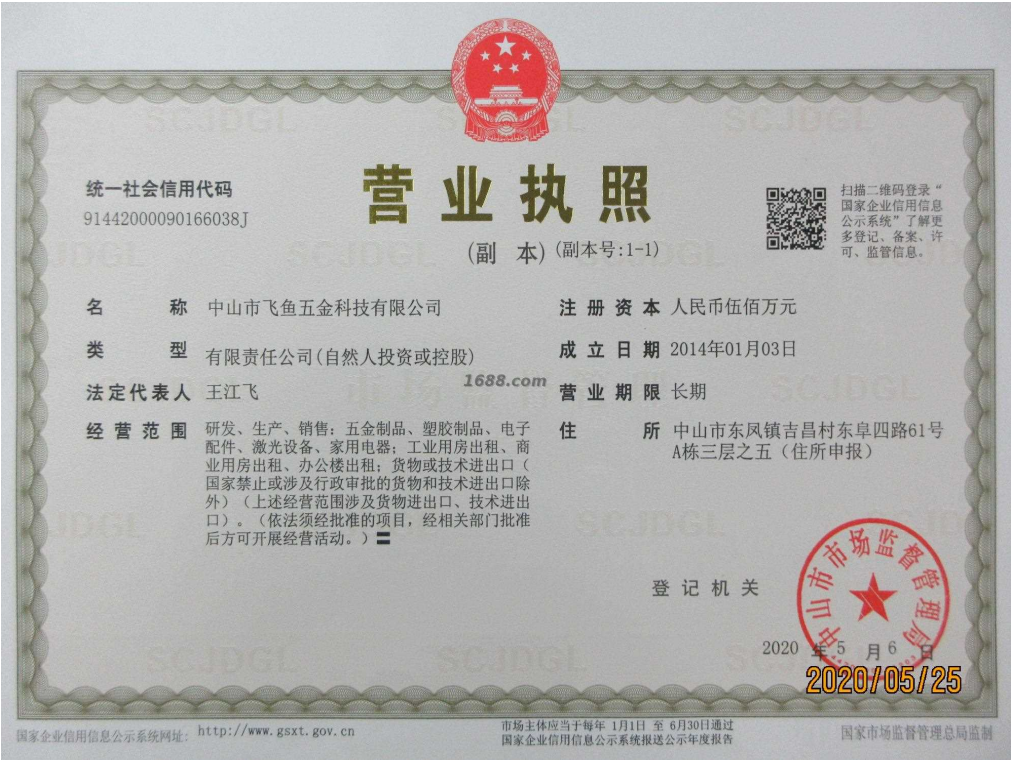 营业执照
(副 本)(副本号:1-1)
统一社会信用代码
91442000090166038J
扫描二维码登录“
国家企业信用信息
公示系统”了解更
多登记、备案、许
可、监管信息。
名 称 中山市飞鱼五金科技有限公司
类 型 有限责任公司(自然人投资或控股)
法定代表人 王江飞
经营范围 研发、生产、销售：五金制品、塑胶制品、电子
配件、激光设备、家用电器；工业用房出租、商
业用房出租、办公楼出租；货物或技术进出口（
国家禁止或涉及行政审批的货物和技术进出口除
外）（上述经营范围涉及货物进出口、技术进出
口）。（依法须经批准的项目，经相关部门批准
后方可开展经营活动。）
注册资本 人民币伍佰万元
成立日期 2014年01月03日
营业期限 长期
住 所 中山市东凤镇吉昌村东阜四路61号
A栋三层之五（住所申报）
1688.com
登记机关
中山市市场监督管理局
2020 年 5 月 6 日
2020/05/25
国家企业信用信息公示系统网址：http://www.gsxt.gov.cn
市场主体应当于每年 1月1日 至 6月30日通过
国家企业信用信息公示系统报送公示年度报告
国家市场监督管理总局监制
SCJDGL